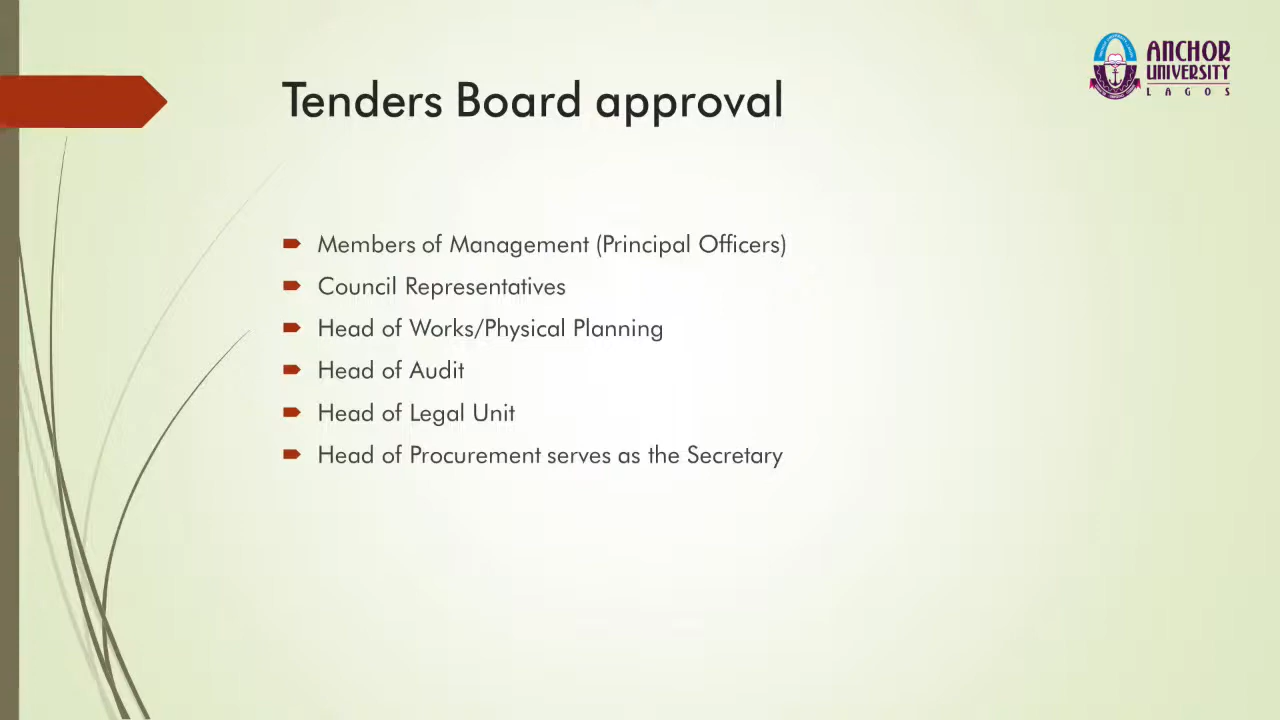 ANCHOR
UNIVERSITY
LAGOS
Tenders Board approval
Members of Management (Principal Officers)
Council Representatives
Head of Works/Physical Planning
Head of Audit
Head of Legal Unit
Head of Procurement serves as the Secretary